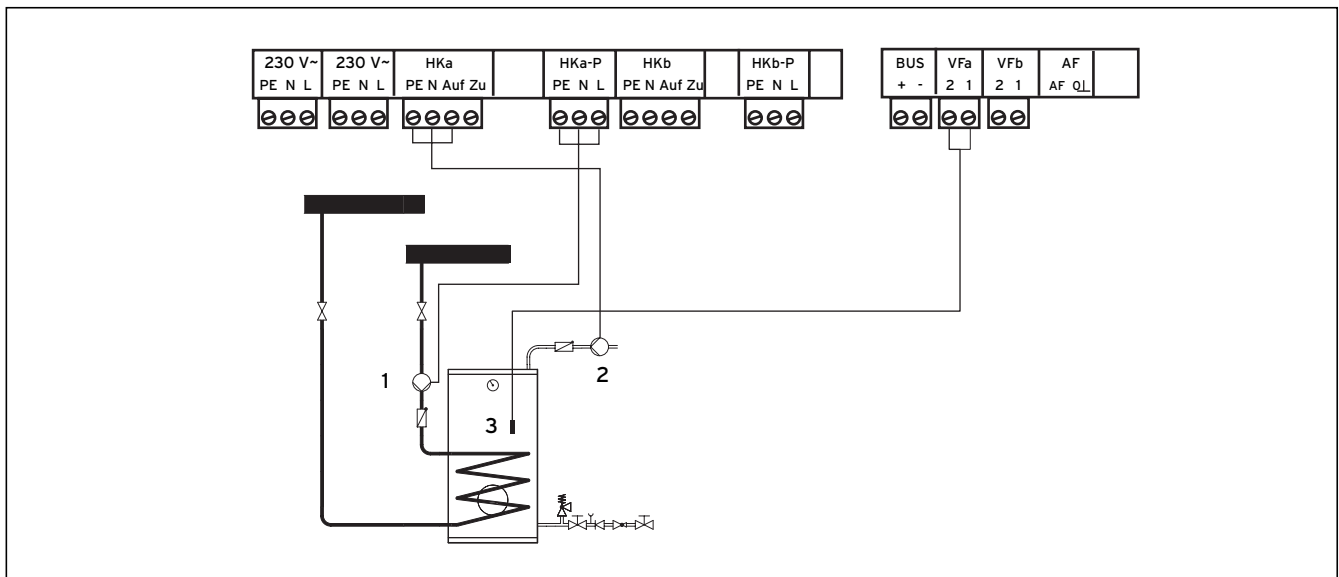 230 V~ 230 V~ HKa HKa-P HKb HKb-P BUS VFa VFb AF
PE N L PE N L PE N Auf Zu PE N L PE N Auf Zu PE N L + - 2 1 2 1 AF 0
1
2
3